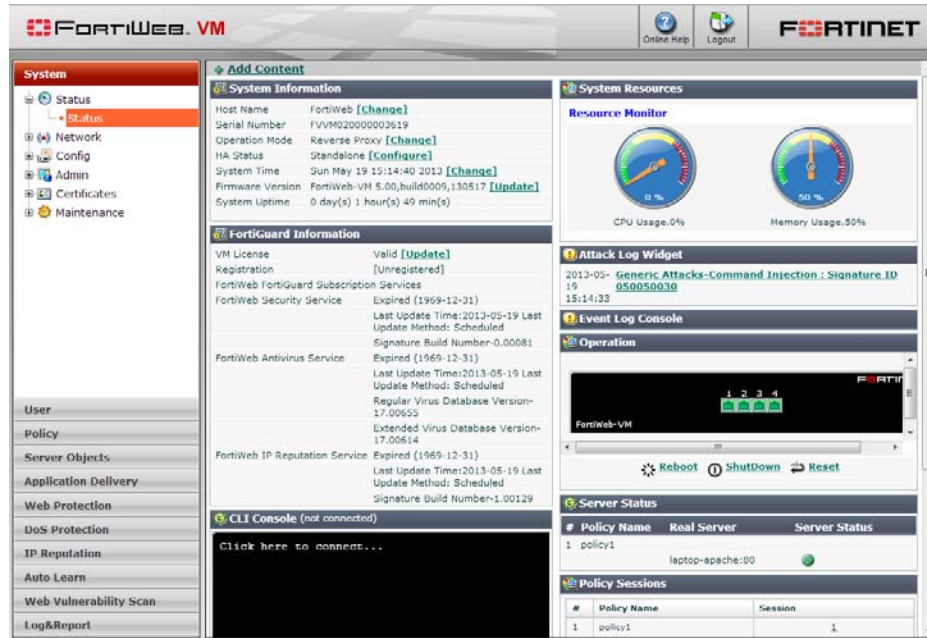 FORTIWEB. VM
Online Help
Logout
FORTINET
System
Status
Status
Network
Config
Admin
Certificates
Maintenance
User
Policy
Server Objects
Application Delivery
Web Protection
DoS Protection
IP Reputation
Auto Learn
Web Vulnerability Scan
Log&Report
Add Content
System Information
Host Name FortiWeb [Change]
Serial Number FVVM020000003619
Operation Mode Reverse Proxy [Change]
HA Status Standalone [Configure]
System Time Sun May 19 15:14:40 2013 [Change]
Firmware Version FortiWeb-VM 5.00,build0009,130517 [Update]
System Uptime 0 day(s) 1 hour(s) 49 min(s)
FortiGuard Information
VM License Valid [Update]
Registration [Unregistered]
FortiWeb FortiGuard Subscription Services
FortiWeb Security Service Expired (1969-12-31)
Last Update Time:2013-05-19 Last
Update Method: Scheduled
Signature Build Number-0.00081
FortiWeb Antivirus Service Expired (1969-12-31)
Last Update Time:2013-05-19 Last
Update Method: Scheduled
Regular Virus Database Version-
17.00655
Extended Virus Database Version-
17.00614
FortiWeb IP Reputation Service Expired (1969-12-31)
Last Update Time:2013-05-19 Last
Update Method: Scheduled
Signature Build Number-1.00129
CLI Console (not connected)
Click here to connect...
System Resources
Resource Monitor
0 %
50 %
CPU Usage.0%
Memory Usage.50%
Attack Log Widget
2013-05- Generic Attacks-Command Injection : Signature ID
19 050050030
15:14:33
Event Log Console
Operation
FORTI
1 2 3 4
FortiWeb-VM
Reboot ShutDown Reset
Server Status
# Policy Name Real Server Server Status
1 policy1
laptop-apache:80
Policy Sessions
# Policy Name Session
1 policy1 1